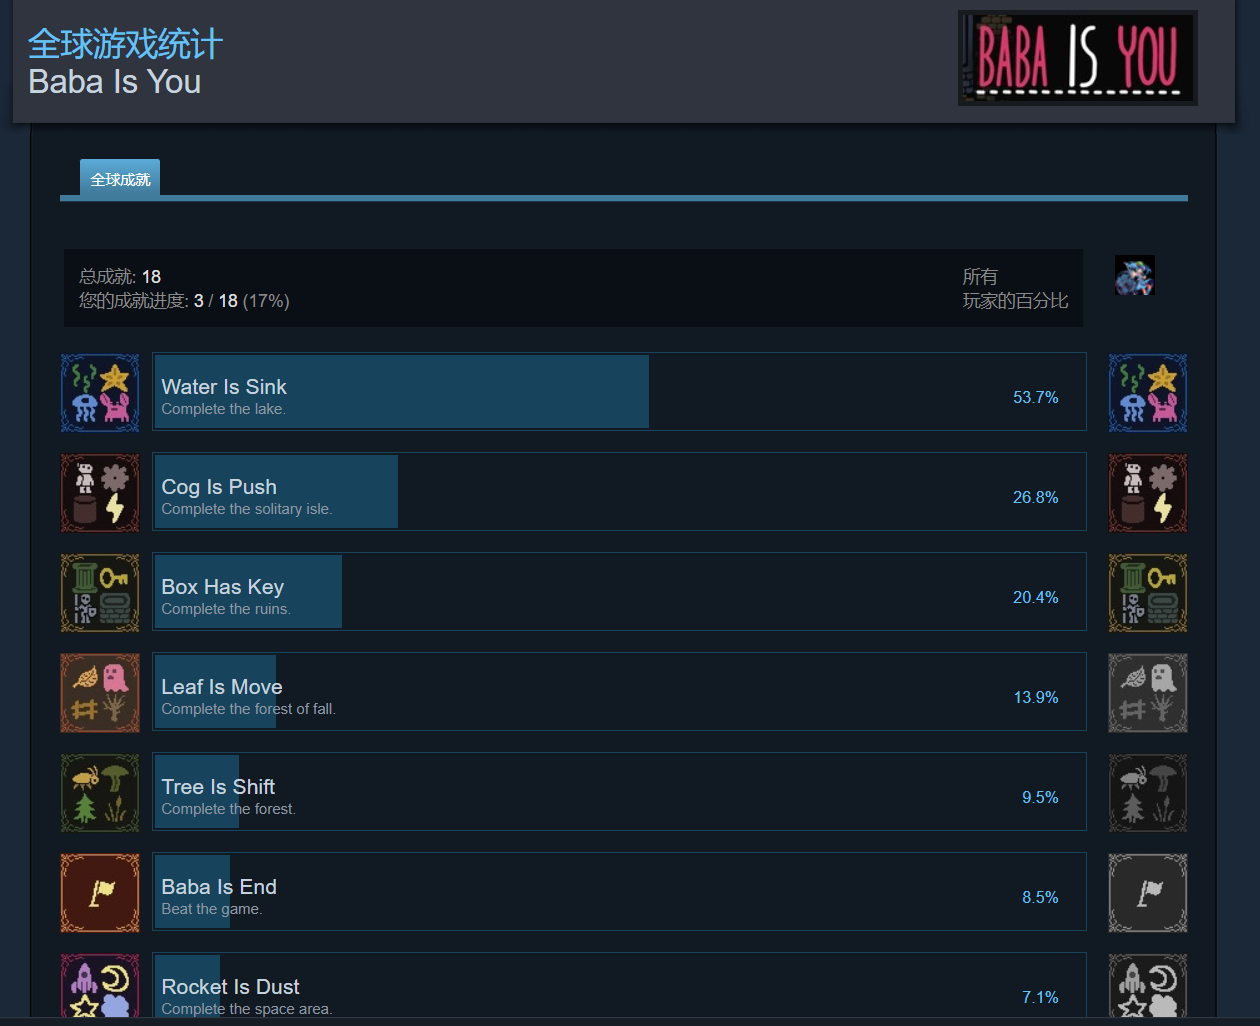 全球游戏统计
Baba Is You
BABA IS YOU
全球成就
总成就: 18
您的成就进度: 3 / 18 (17%)
所有
玩家的百分比
Water Is Sink
Complete the lake.
53.7%
Cog Is Push
Complete the solitary isle.
26.8%
Box Has Key
Complete the ruins.
20.4%
Leaf Is Move
Complete the forest of fall.
13.9%
Tree Is Shift
Complete the forest.
9.5%
Baba Is End
Beat the game.
8.5%
Rocket Is Dust
Complete the space area.
7.1%